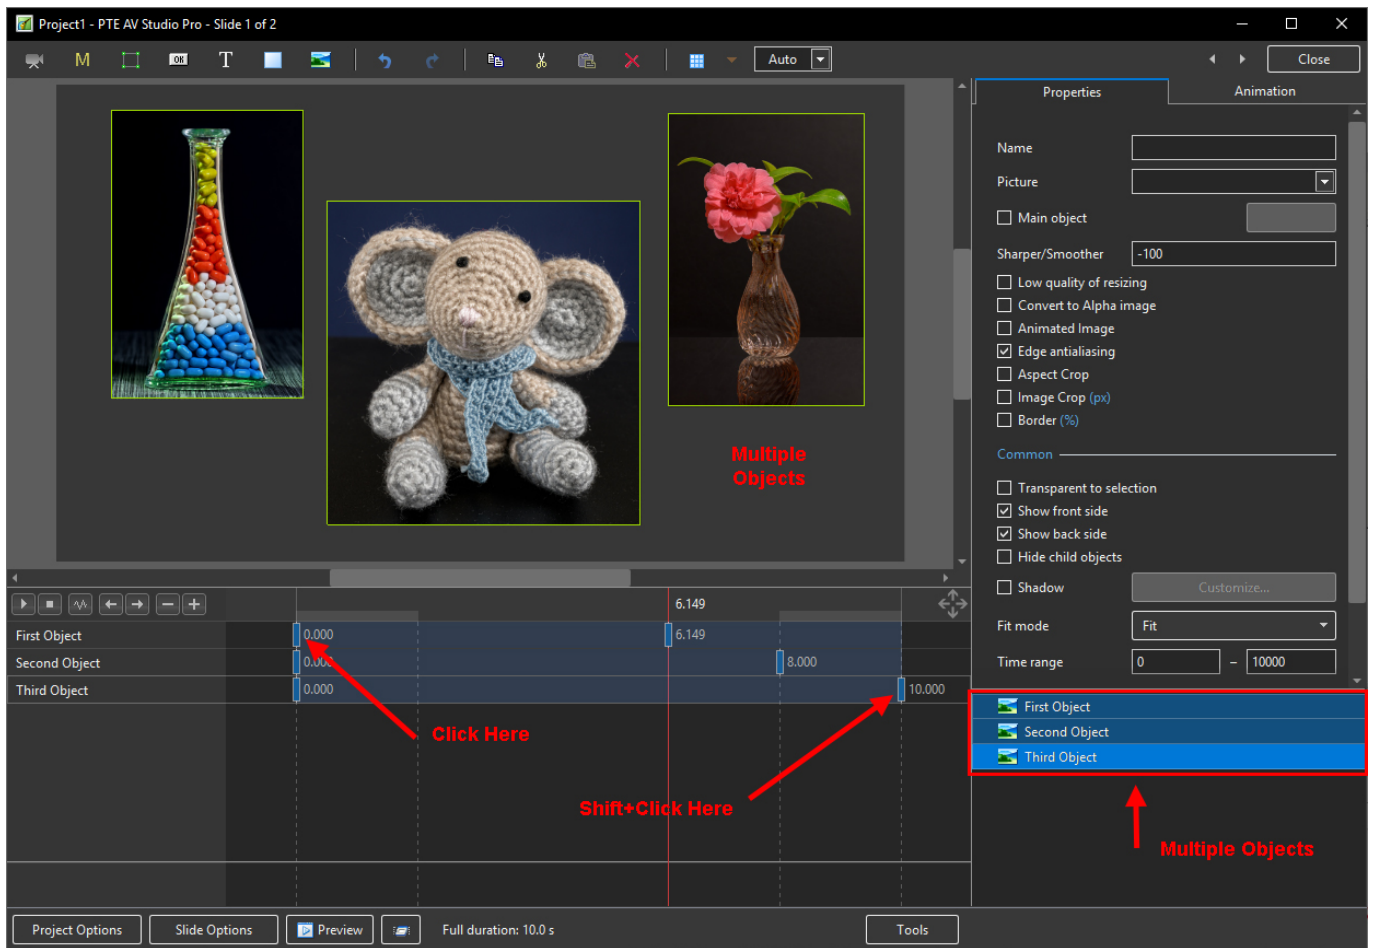 Project1 - PTE AV Studio Pro - Slide 1 of 2
M
OK
T
Auto
Close
Properties
Animation
Name
Picture
Main object
Sharper/Smoother
-100
Low quality of resizing
Convert to Alpha image
Animated Image
Edge antialiasing
Aspect Crop
Image Crop (px)
Border (%)
Common
Transparent to selection
Show front side
Show back side
Hide child objects
Shadow
Customize...
Fit mode
Fit
Time range
0 – 10000
Multiple
Objects
6.149
First Object
0.000
6.149
Second Object
0.000
8.000
Third Object
0.000
10.000
Click Here
Shift+Click Here
First Object
Second Object
Third Object
Multiple Objects
Project Options
Slide Options
Preview
Full duration: 10.0 s
Tools